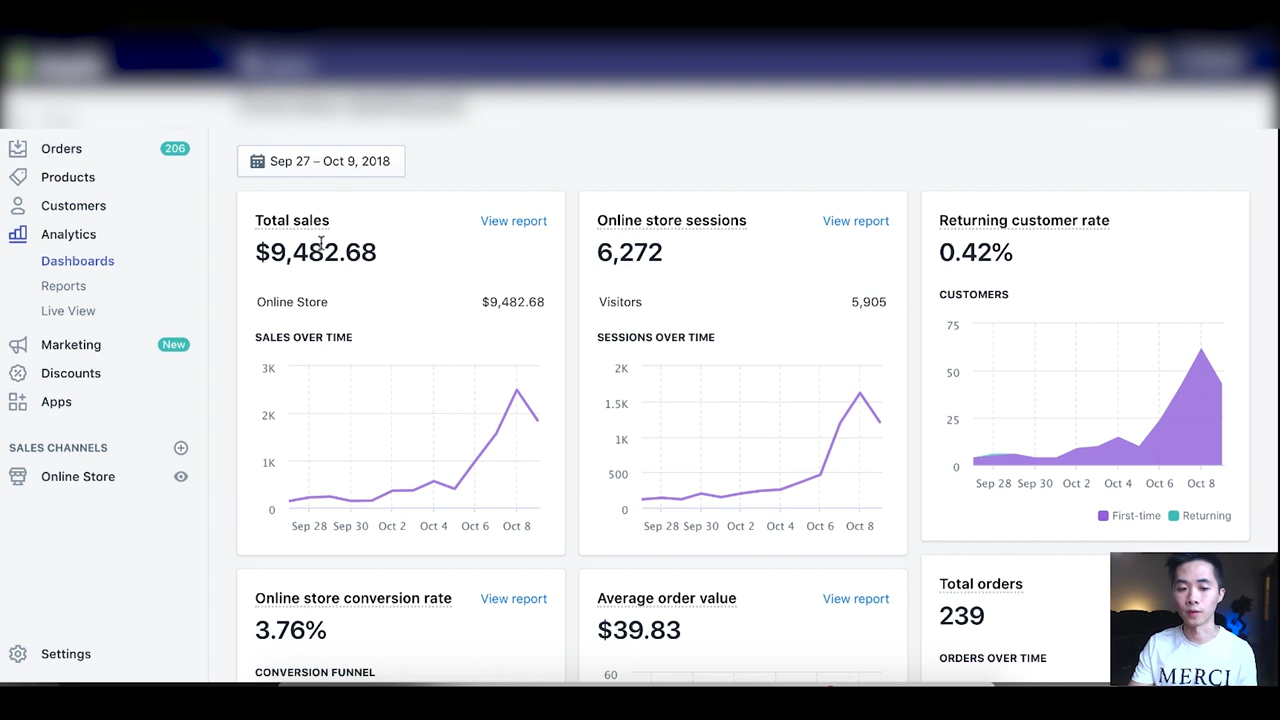 Orders 206
Products
Customers
Analytics
Dashboards
Reports
Live View
Marketing New
Discounts
Apps
SALES CHANNELS
Online Store
Settings
Sep 27 – Oct 9, 2018
Total sales View report
$9,482.68
Online Store $9,482.68
SALES OVER TIME
3K
2K
1K
0
Sep 28 Sep 30 Oct 2 Oct 4 Oct 6 Oct 8
Online store sessions View report
6,272
Visitors 5,905
SESSIONS OVER TIME
2K
1.5K
1K
500
0
Sep 28 Sep 30 Oct 2 Oct 4 Oct 6 Oct 8
Returning customer rate
0.42%
CUSTOMERS
75
50
25
0
Sep 28 Sep 30 Oct 2 Oct 4 Oct 6 Oct 8
First-time Returning
Online store conversion rate View report
3.76%
CONVERSION FUNNEL
Average order value View report
$39.83
60
Total orders
239
ORDERS OVER TIME
MERCI